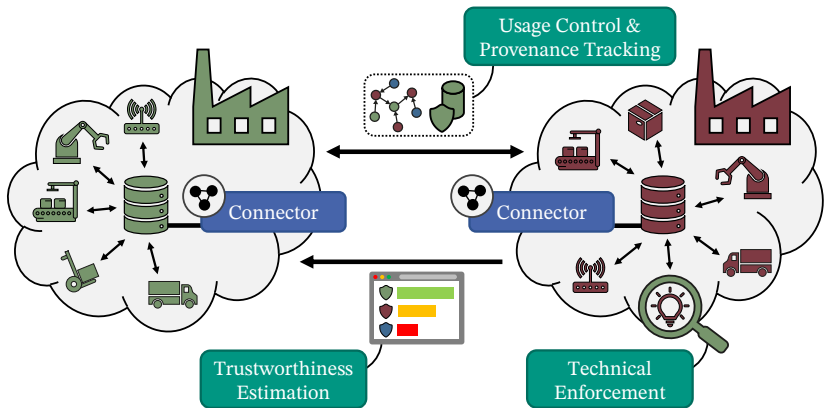 Usage Control &
Provenance Tracking
Connector
Connector
Trustworthiness
Estimation
Technical
Enforcement